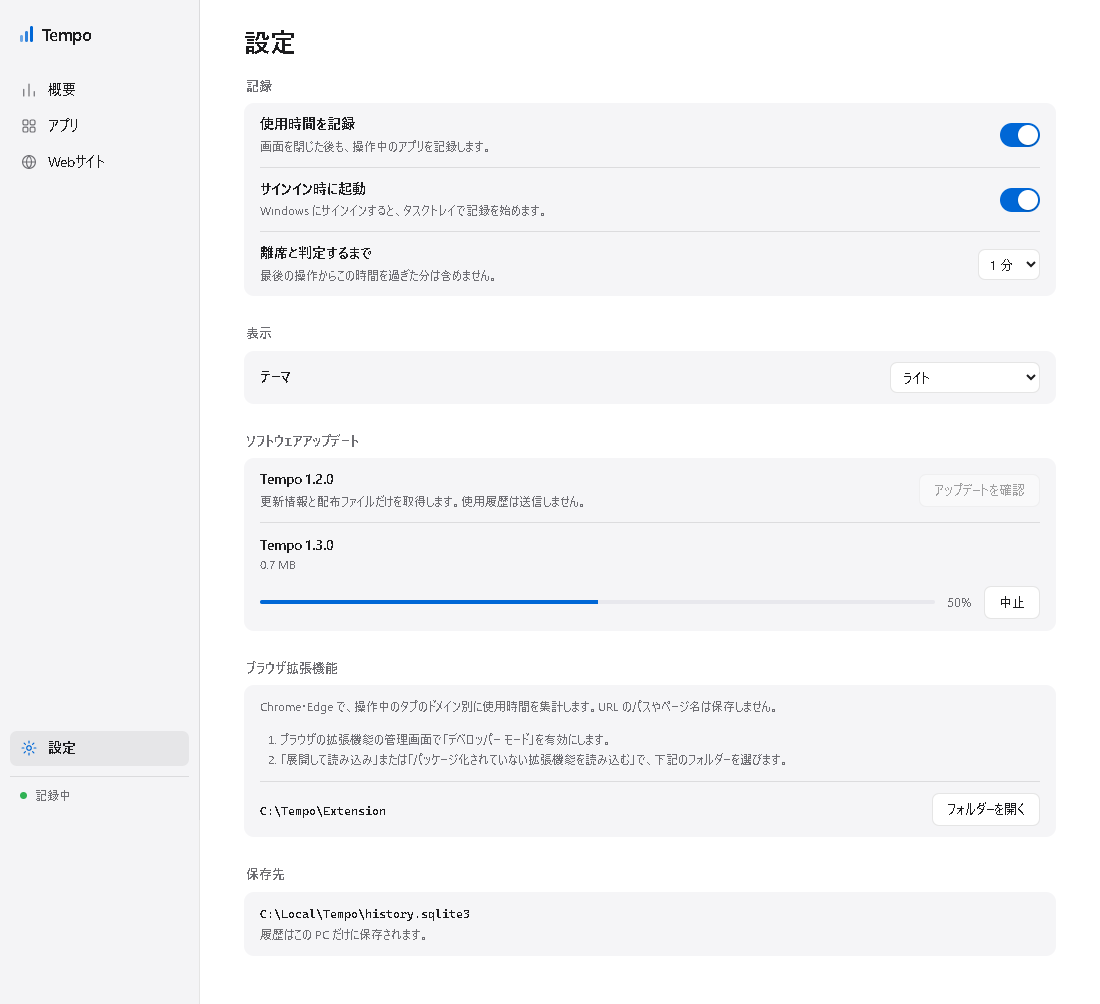 Tempo
概要
アプリ
Webサイト
設定
記録中
設定
記録
使用時間を記録
画面を閉じた後も、操作中のアプリを記録します。
サインイン時に起動
Windows にサインインすると、タスクトレイで記録を始めます。
離席と判定するまで
最後の操作からこの時間を過ぎた分は含めません。
1 分
表示
テーマ
ライト
ソフトウェアアップデート
Tempo 1.2.0
更新情報と配布ファイルだけを取得します。使用履歴は送信しません。
アップデートを確認
Tempo 1.3.0
0.7 MB
50%
中止
ブラウザ拡張機能
Chrome・Edge で、操作中のタブのドメイン別に使用時間を集計します。URL のパスやページ名は保存しません。
1. ブラウザの拡張機能の管理画面で「デベロッパー モード」を有効にします。
2. 「展開して読み込み」または「パッケージ化されていない拡張機能を読み込む」で、下記のフォルダーを選びます。
C:\Tempo\Extension
フォルダーを開く
保存先
C:\Local\Tempo\history.sqlite3
履歴はこの PC だけに保存されます。